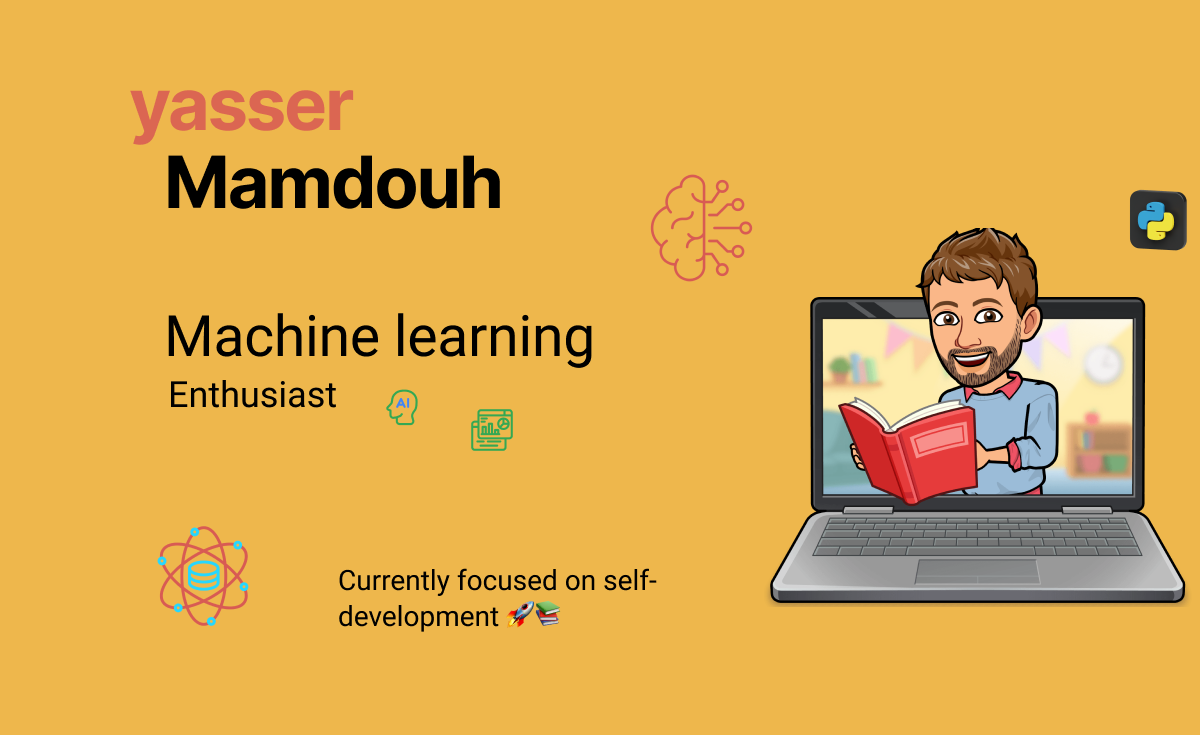 yasser
Mamdouh
Machine learning
Enthusiast
AI
Currently focused on self-
development 🚀📚